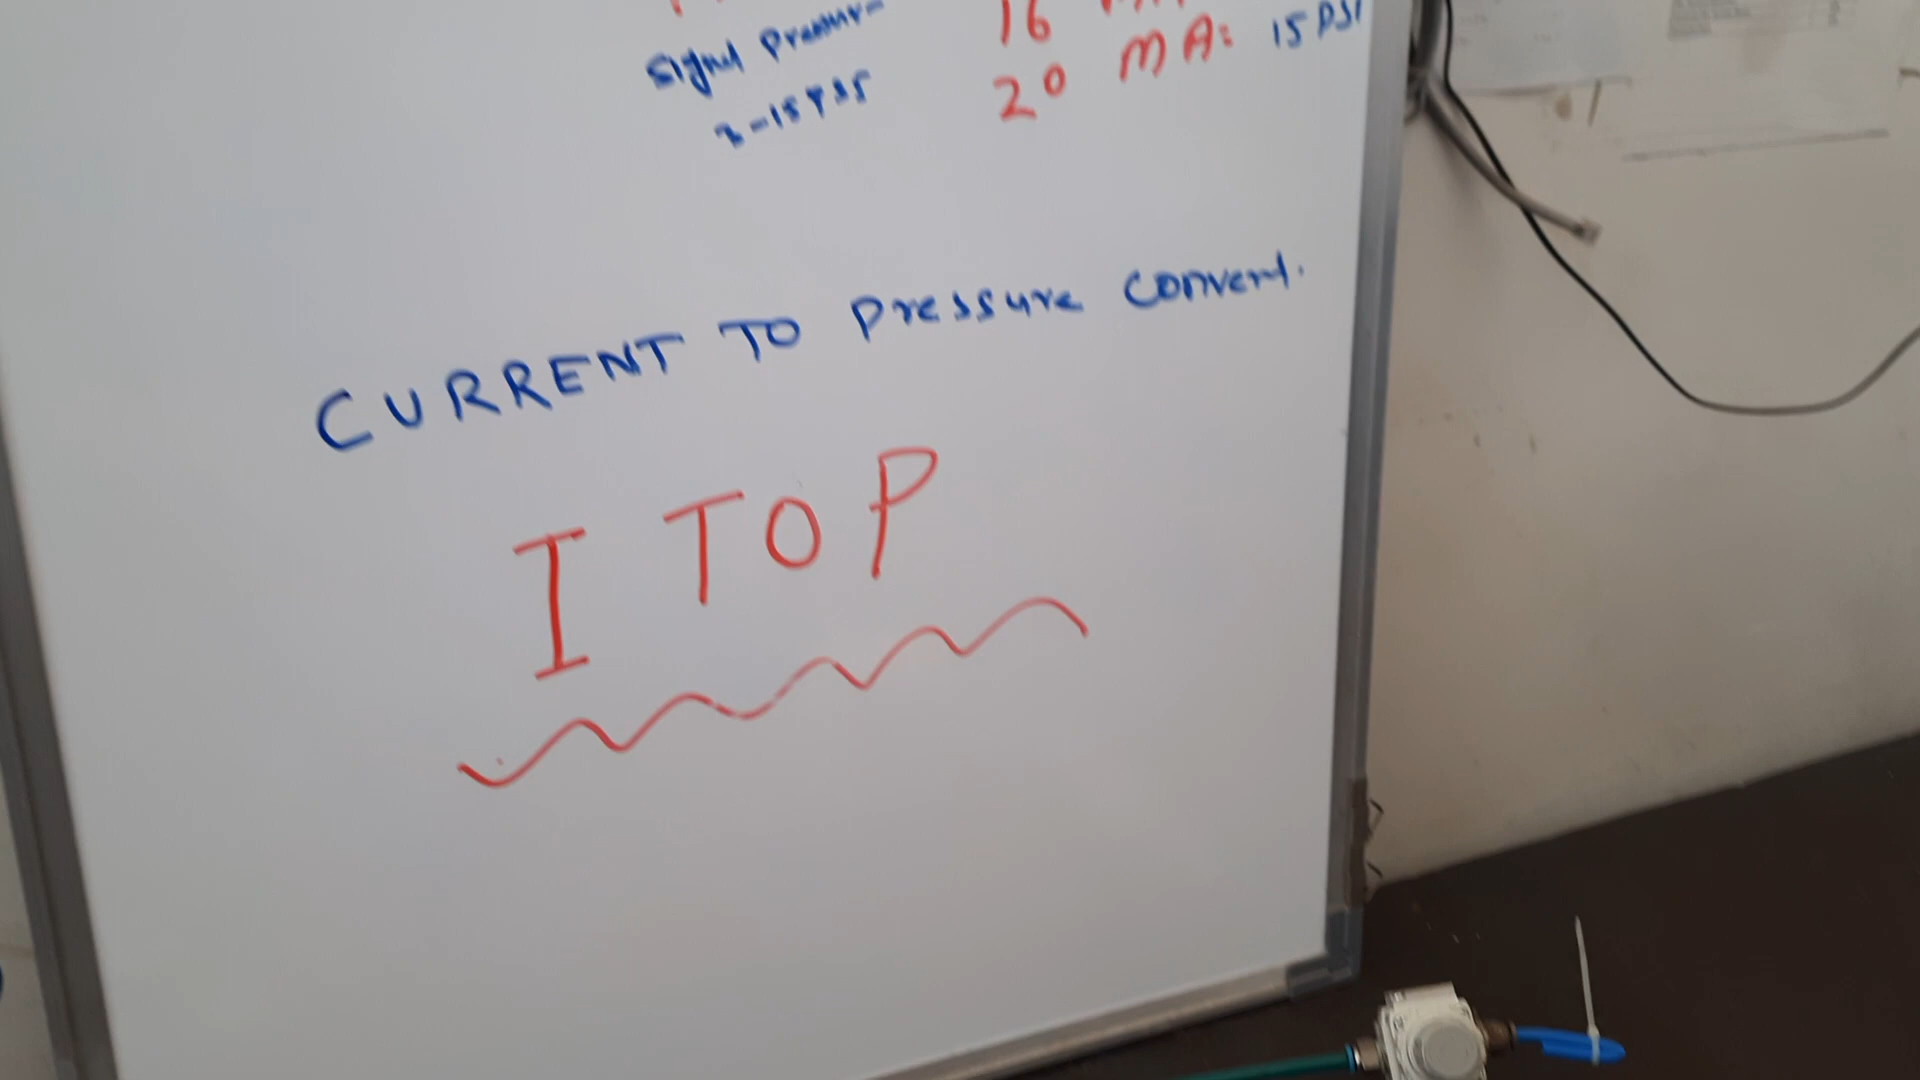 Signal Pressure
3-15 PSI
16
20 MA: 15 PSI
CURRENT TO Pressure Convert.
I TO P